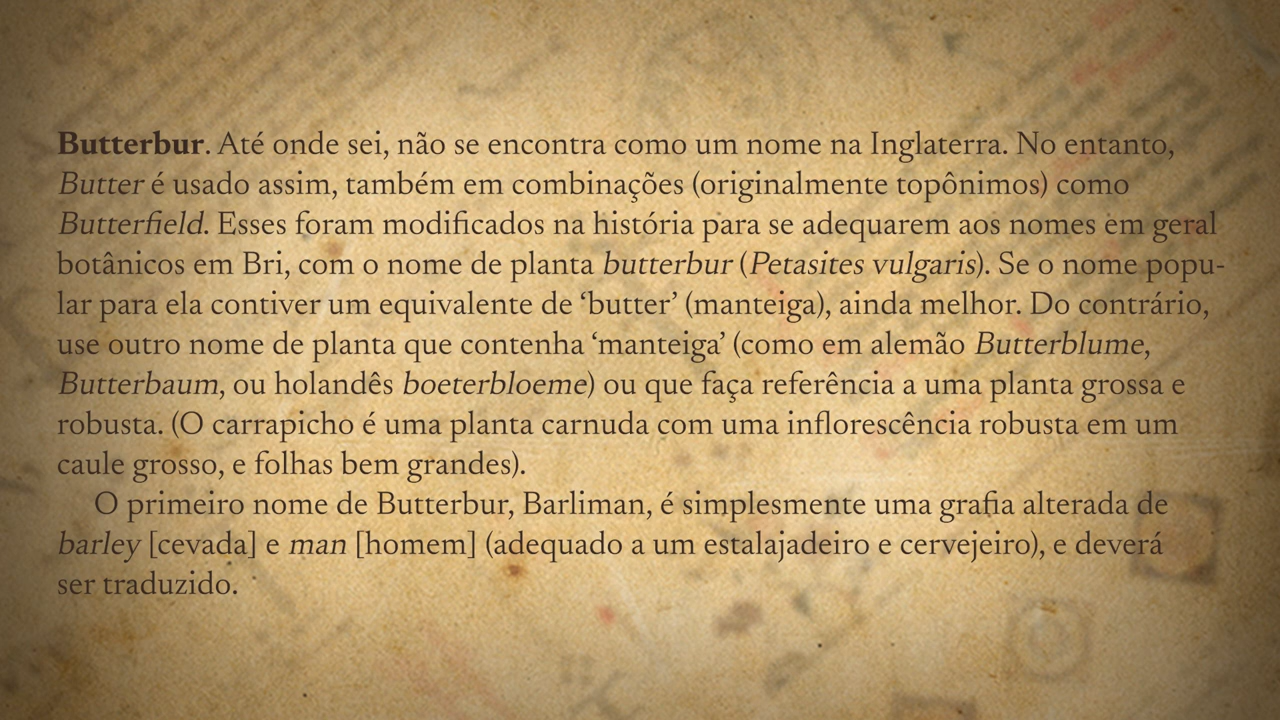 Butterbur. Até onde sei, não se encontra como um nome na Inglaterra. No entanto,
Butter é usado assim, também em combinações (originalmente topônimos) como
Butterfield. Esses foram modificados na história para se adequarem aos nomes em geral
botânicos em Bri, com o nome de planta butterbur (Petasites vulgaris). Se o nome popu-
lar para ela contiver um equivalente de ‘butter’ (manteiga), ainda melhor. Do contrário,
use outro nome de planta que contenha ‘manteiga’ (como em alemão Butterblume,
Butterbaum, ou holandês boeterbloeme) ou que faça referência a uma planta grossa e
robusta. (O carrapicho é uma planta carnuda com uma inflorescência robusta em um
caule grosso, e folhas bem grandes).
O primeiro nome de Butterbur, Barliman, é simplesmente uma grafia alterada de
barley [cevada] e man [homem] (adequado a um estalajadeiro e cervejeiro), e deverá
ser traduzido.